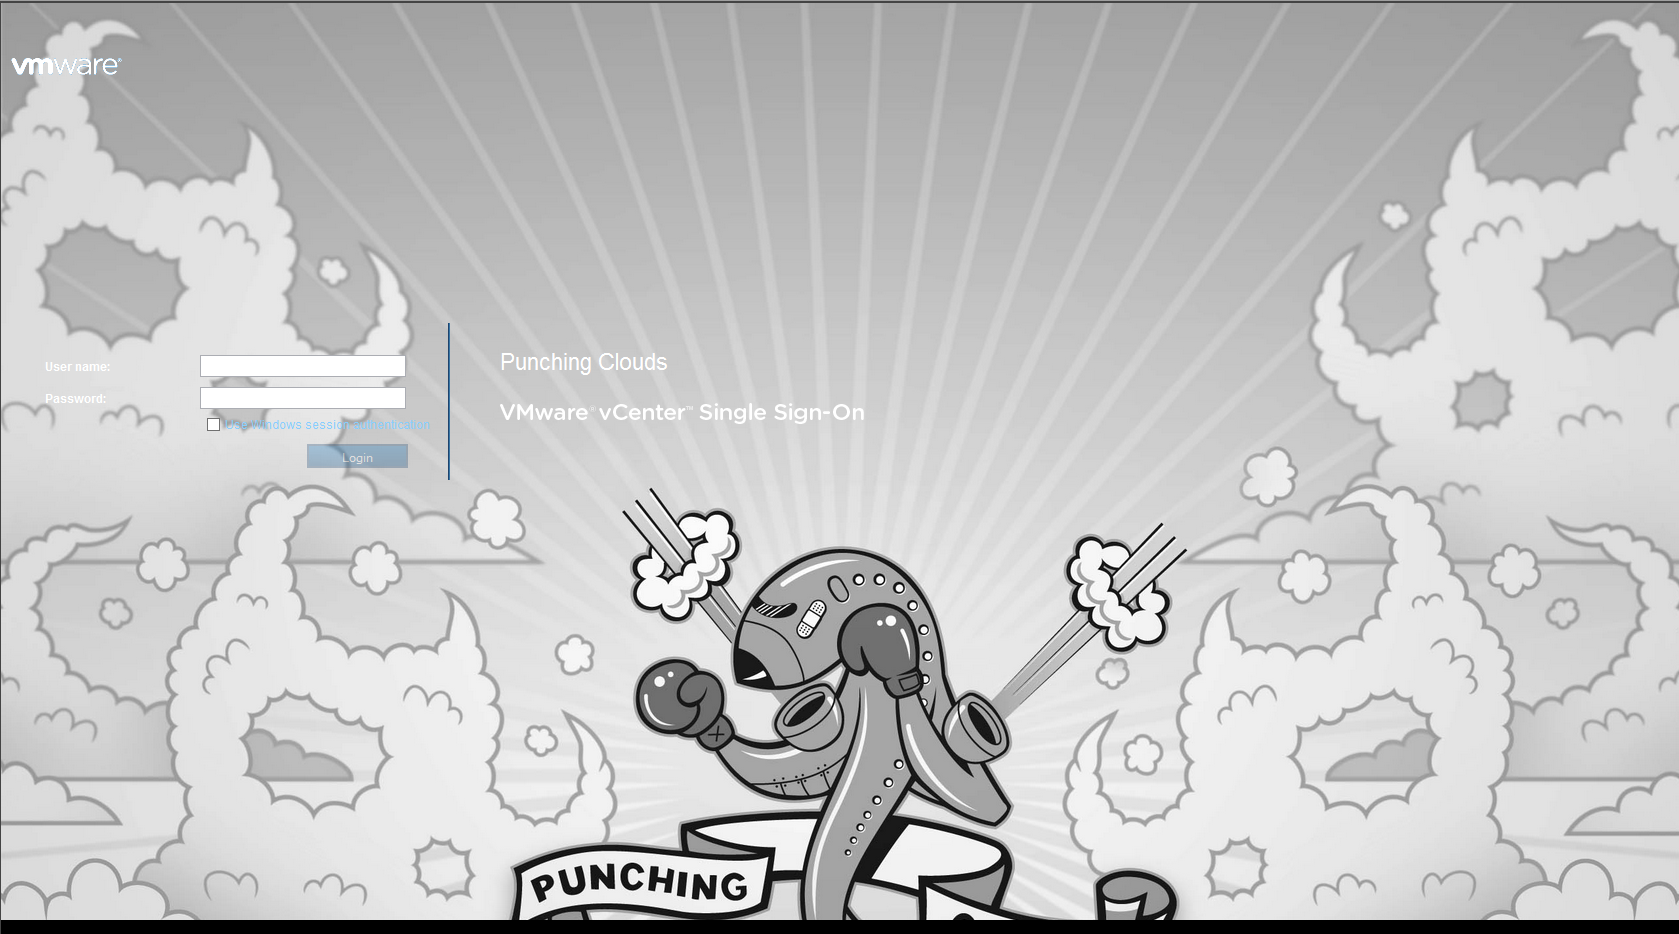 vmware®
User name:
Password:
Use Windows session authentication
Login
Punching Clouds
VMware® vCenter™ Single Sign-On
PUNCHING